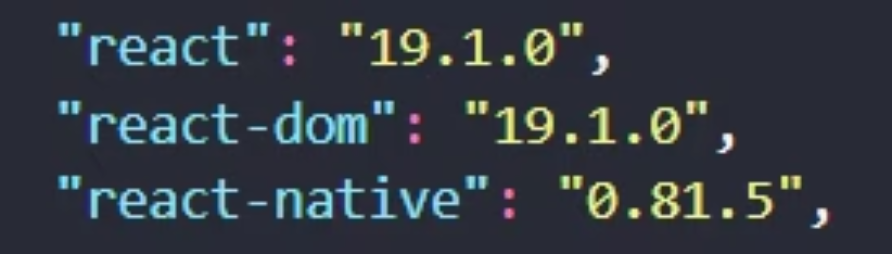 "react": "19.1.0",
"react-dom": "19.1.0",
"react-native": "0.81.5",